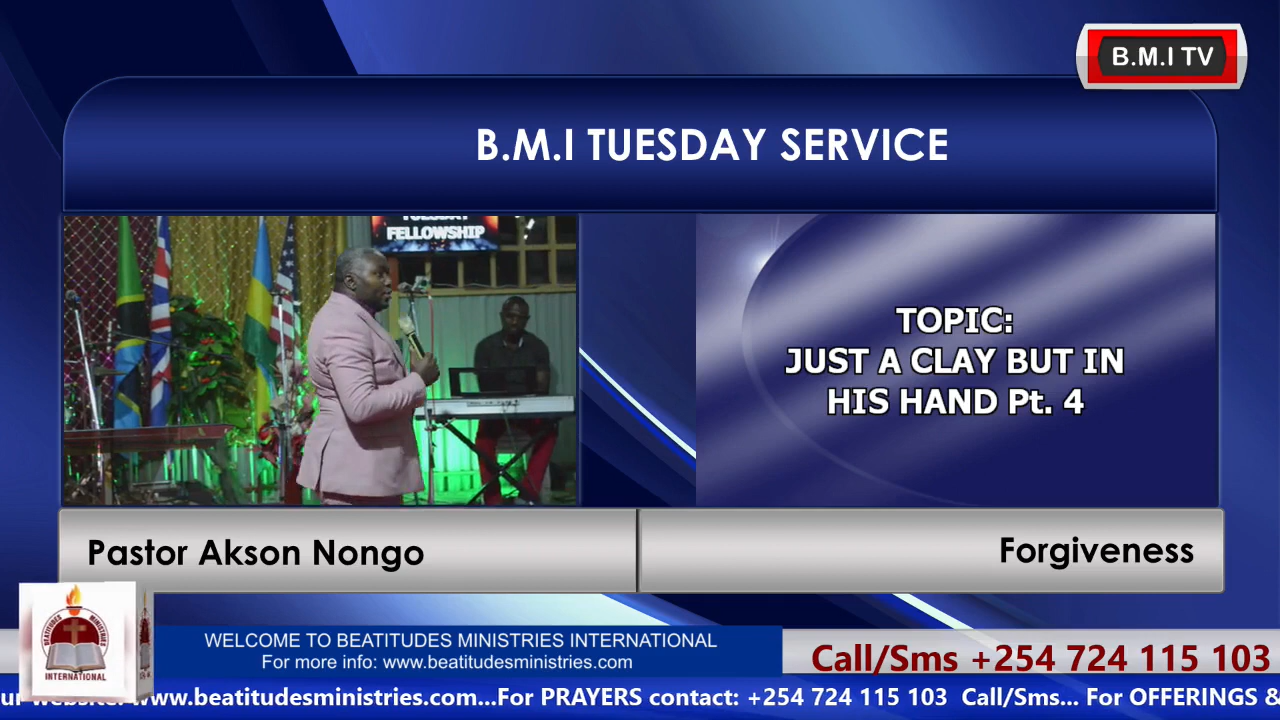 B.M.I TV
B.M.I TUESDAY SERVICE
FELLOWSHIP
TOPIC:
JUST A CLAY BUT IN
HIS HAND Pt. 4
Pastor Akson Nongo
Forgiveness
BEATITUDES MINISTRIES
INTERNATIONAL
WELCOME TO BEATITUDES MINISTRIES INTERNATIONAL
For more info: www.beatitudesministries.com
Call/Sms +254 724 115 103
www.beatitudesministries.com...For PRAYERS contact: +254 724 115 103 Call/Sms... For OFFERINGS &